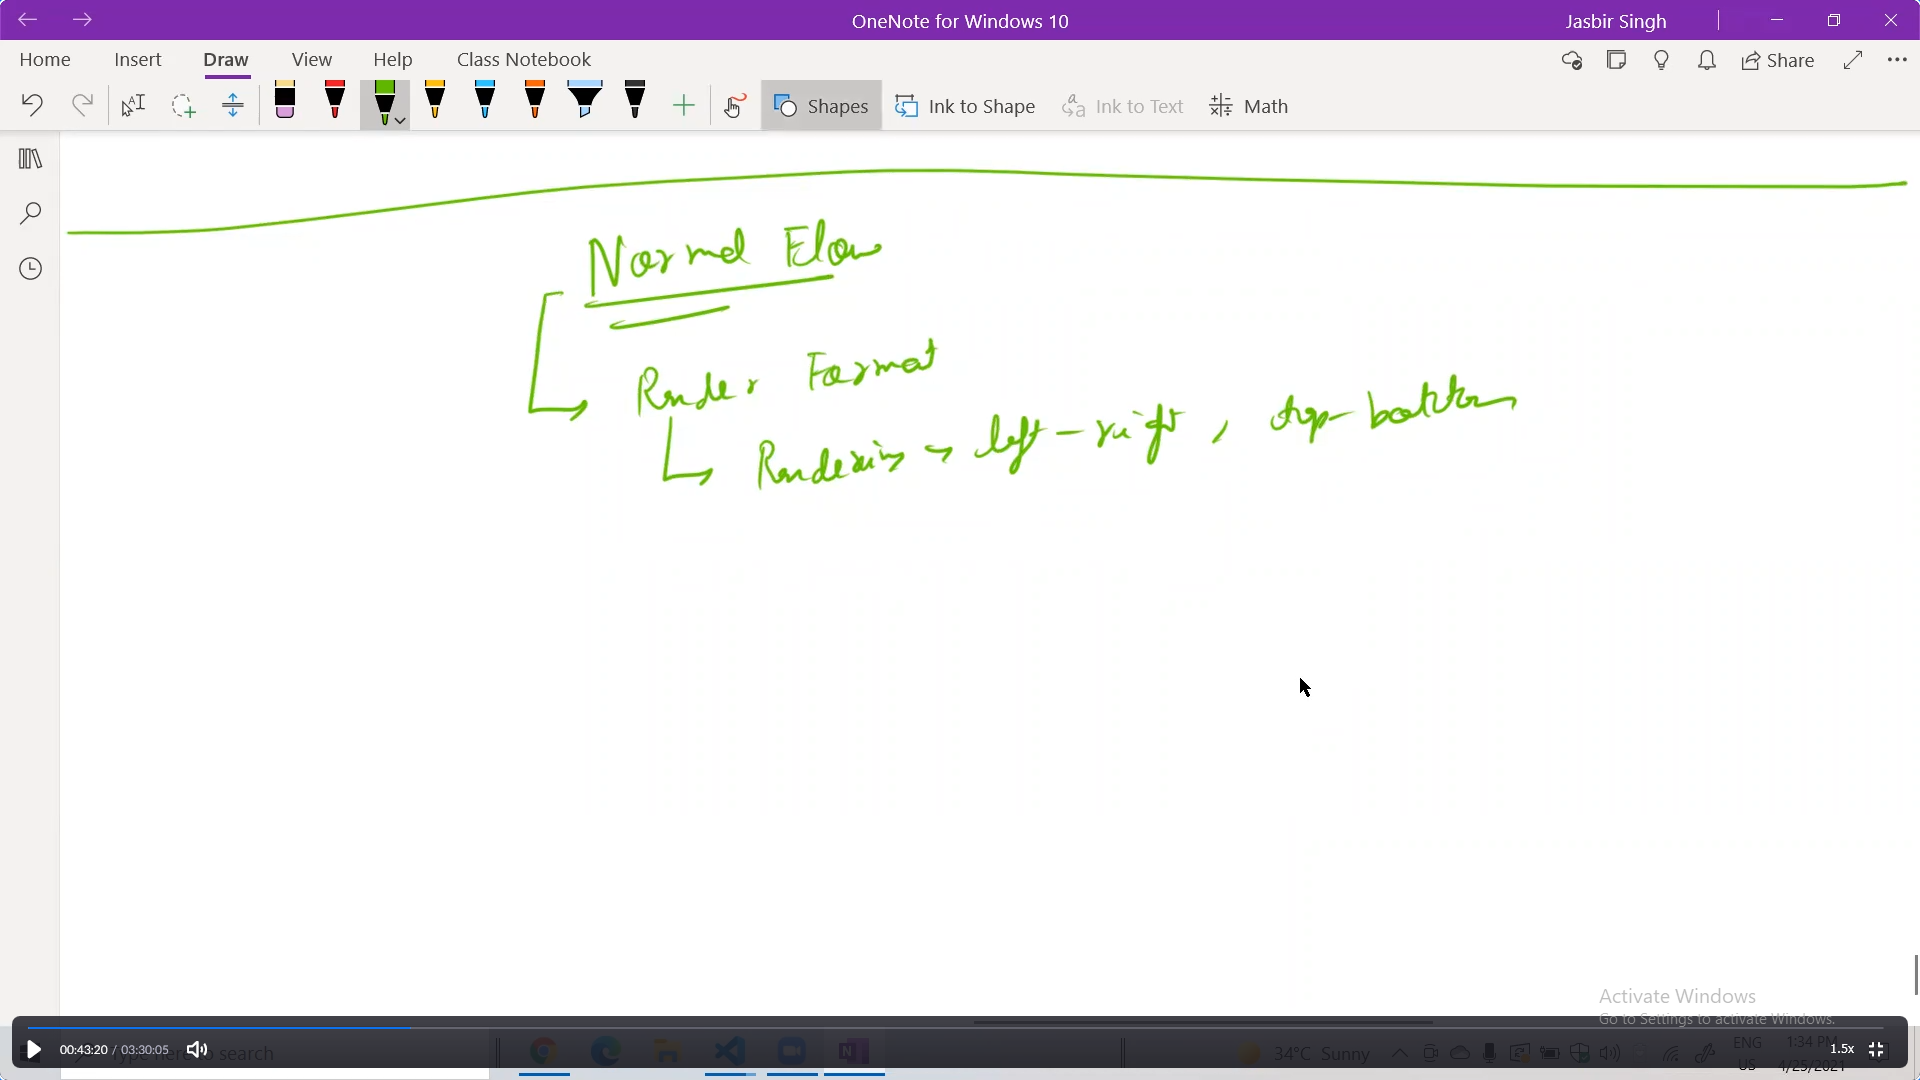 OneNote for Windows 10
Jasbir Singh
Home Insert Draw View Help Class Notebook
Share
Shapes Ink to Shape Ink to Text Math
Normal Flow
Render Format
Rendering → left - right , top - bottom
Activate Windows
Go to Settings to activate Windows.
00:43:20 / 03:30:05
Type here to search
34°C Sunny
ENG
US
1:34 PM
1/25/2021
1.5x